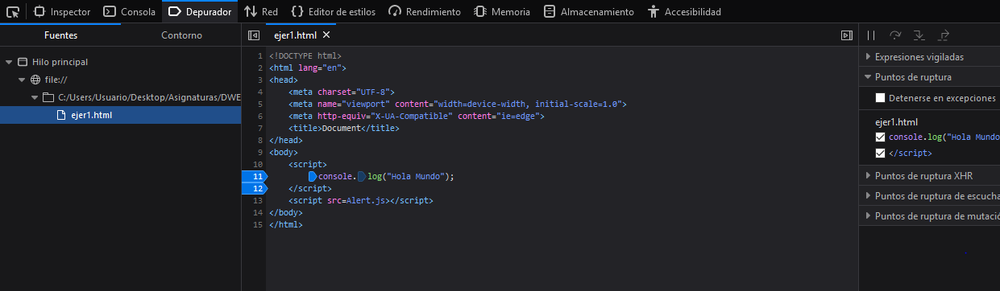 Inspector Consola Depurador Red Editor de estilos Rendimiento Memoria Almacenamiento Accesibilidad
Fuentes Contorno
Hilo principal
file://
C:/Users/Usuario/Desktop/Asignaturas/DWE
ejer1.html
ejer1.html
1 <!DOCTYPE html>
2 <html lang="en">
3 <head>
4 <meta charset="UTF-8">
5 <meta name="viewport" content="width=device-width, initial-scale=1.0">
6 <meta http-equiv="X-UA-Compatible" content="ie=edge">
7 <title>Document</title>
8 </head>
9 <body>
10 <script>
11 console.log("Hola Mundo");
12 </script>
13 <script src=Alert.js></script>
14 </body>
15 </html>
Expresiones vigiladas
Puntos de ruptura
Detenerse en excepciones
ejer1.html
console.log("Hola Mundo
</script>
Puntos de ruptura XHR
Puntos de ruptura de escucha
Puntos de ruptura de mutació